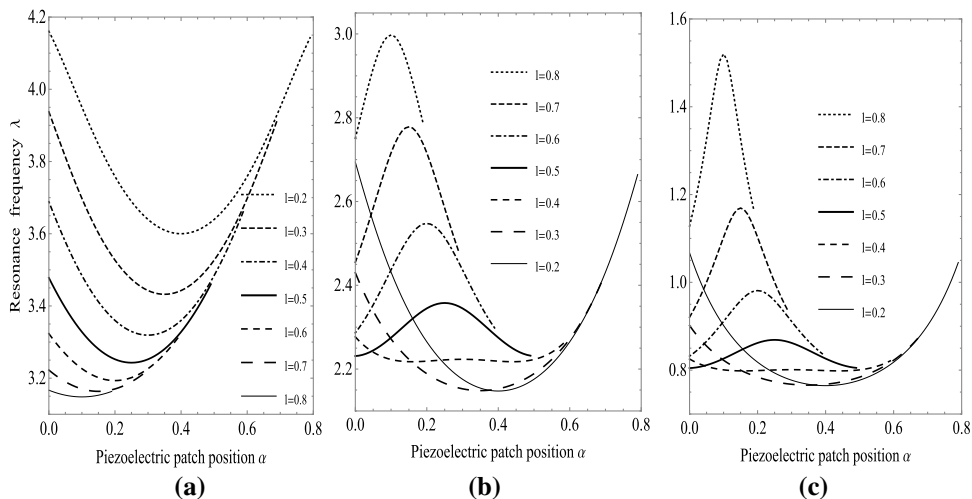 4.2
4.0
3.8
3.6
3.4
3.2
Resonance frequency λ
l=0.2
l=0.3
l=0.4
l=0.5
l=0.6
l=0.7
l=0.8
0.0 0.2 0.4 0.6 0.8
Piezoelectric patch position α
(a)
3.0
2.8
2.6
2.4
2.2
l=0.8
l=0.7
l=0.6
l=0.5
l=0.4
l=0.3
l=0.2
0.0 0.2 0.4 0.6 0.8
Piezoelectric patch position α
(b)
1.6
1.4
1.2
1.0
0.8
l=0.8
l=0.7
l=0.6
l=0.5
l=0.4
l=0.3
l=0.2
0.0 0.2 0.4 0.6 0.8
Piezoelectric patch position α
(c)